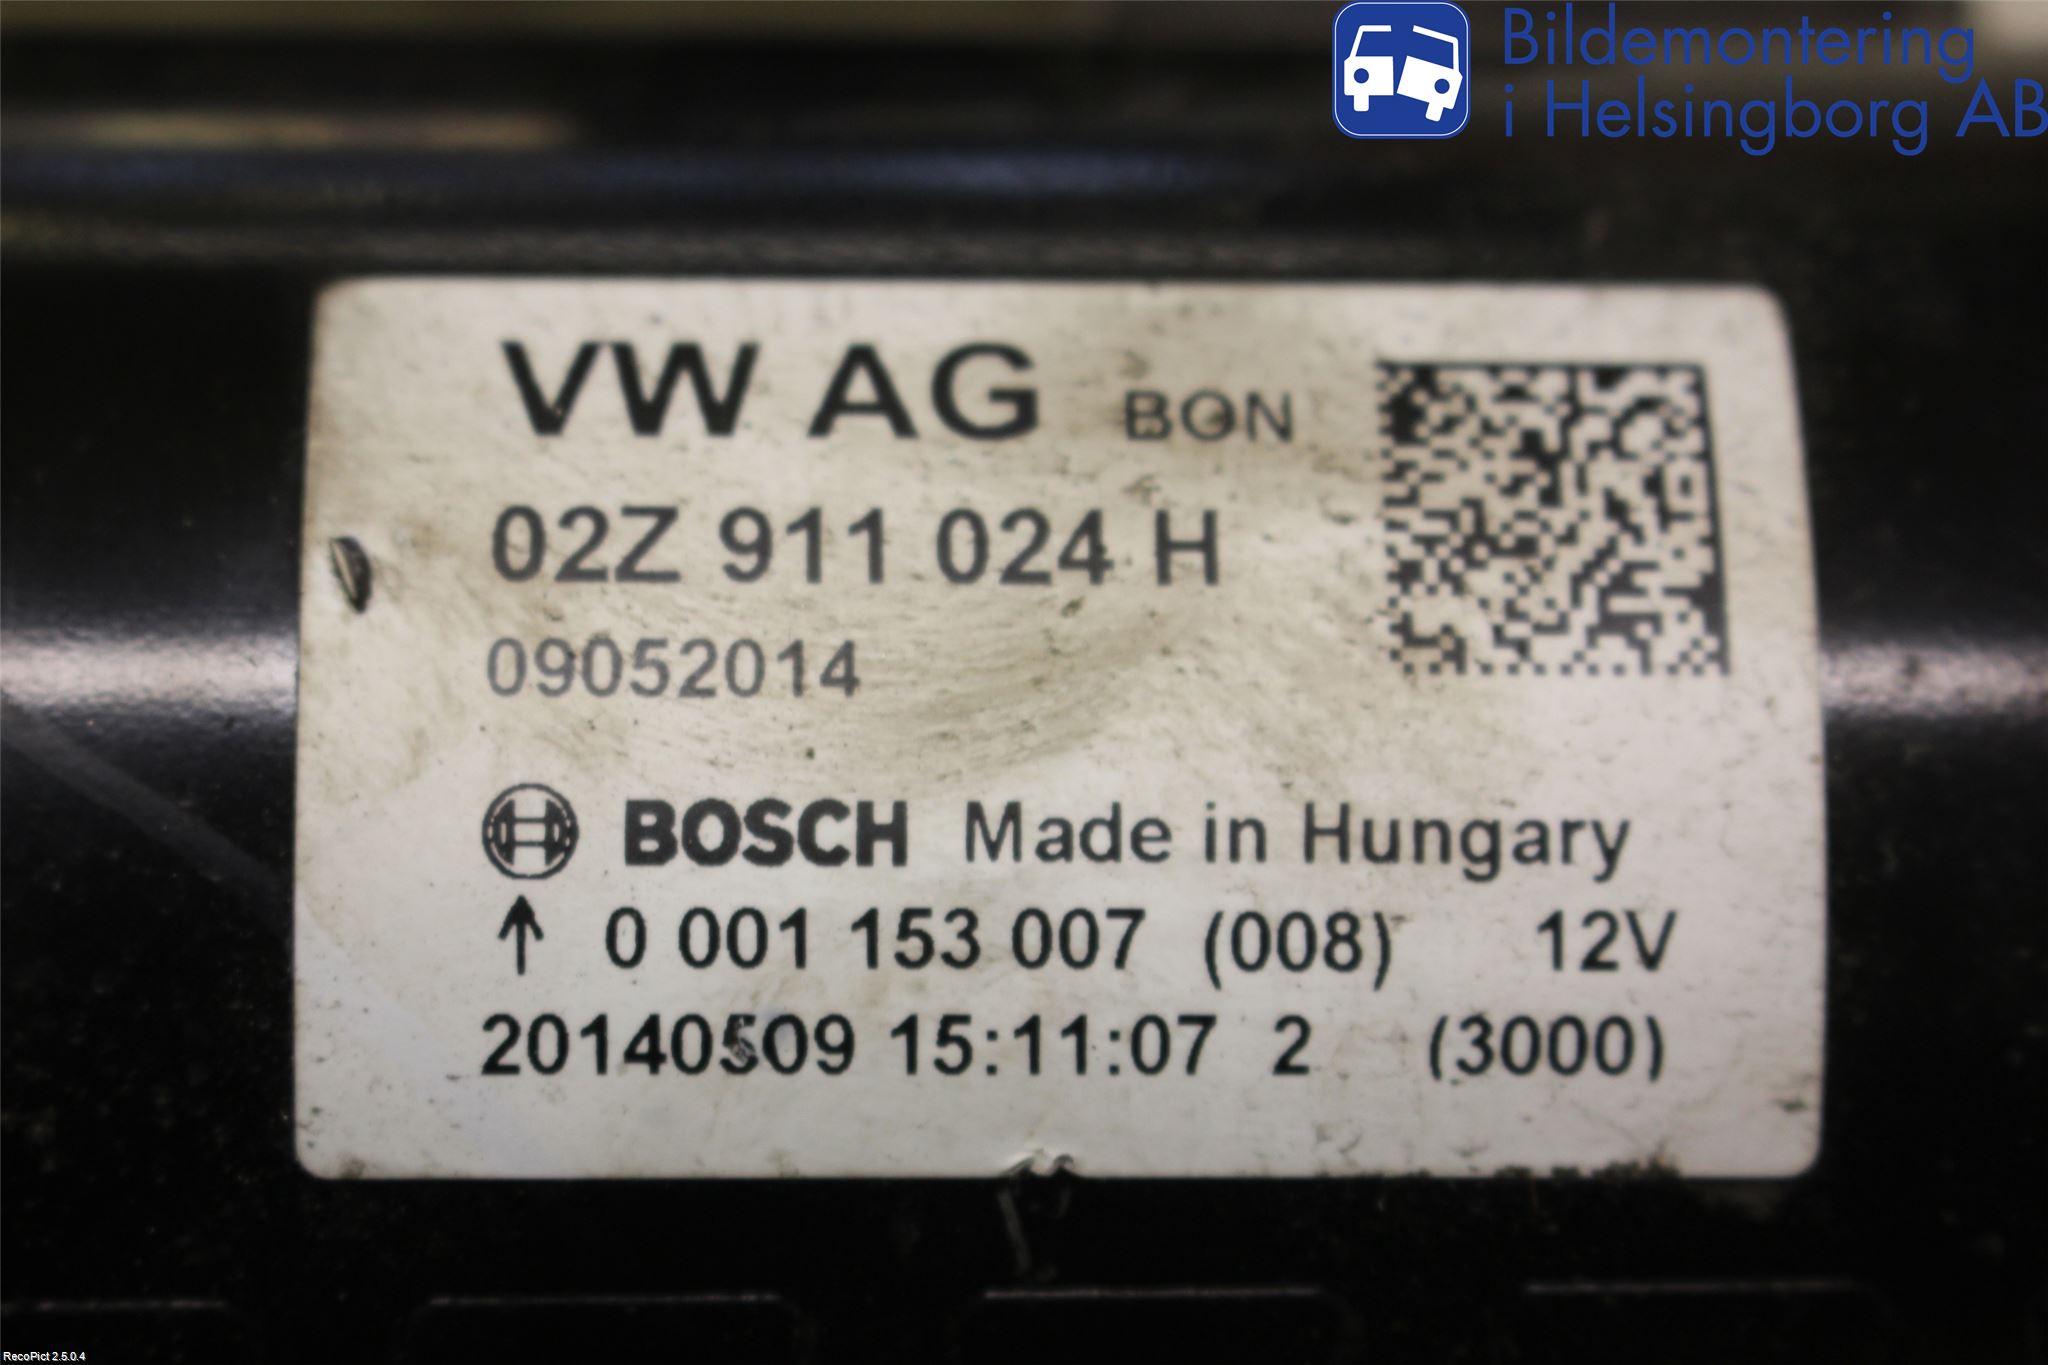 Bildemontering
i Helsingborg AB
VW AG BON
02Z 911 024 H
09052014
BOSCH Made in Hungary
↑ 0 001 153 007 (008) 12V
20140509 15:11:07 2 (3000)
RecoPict 2.5.0.4